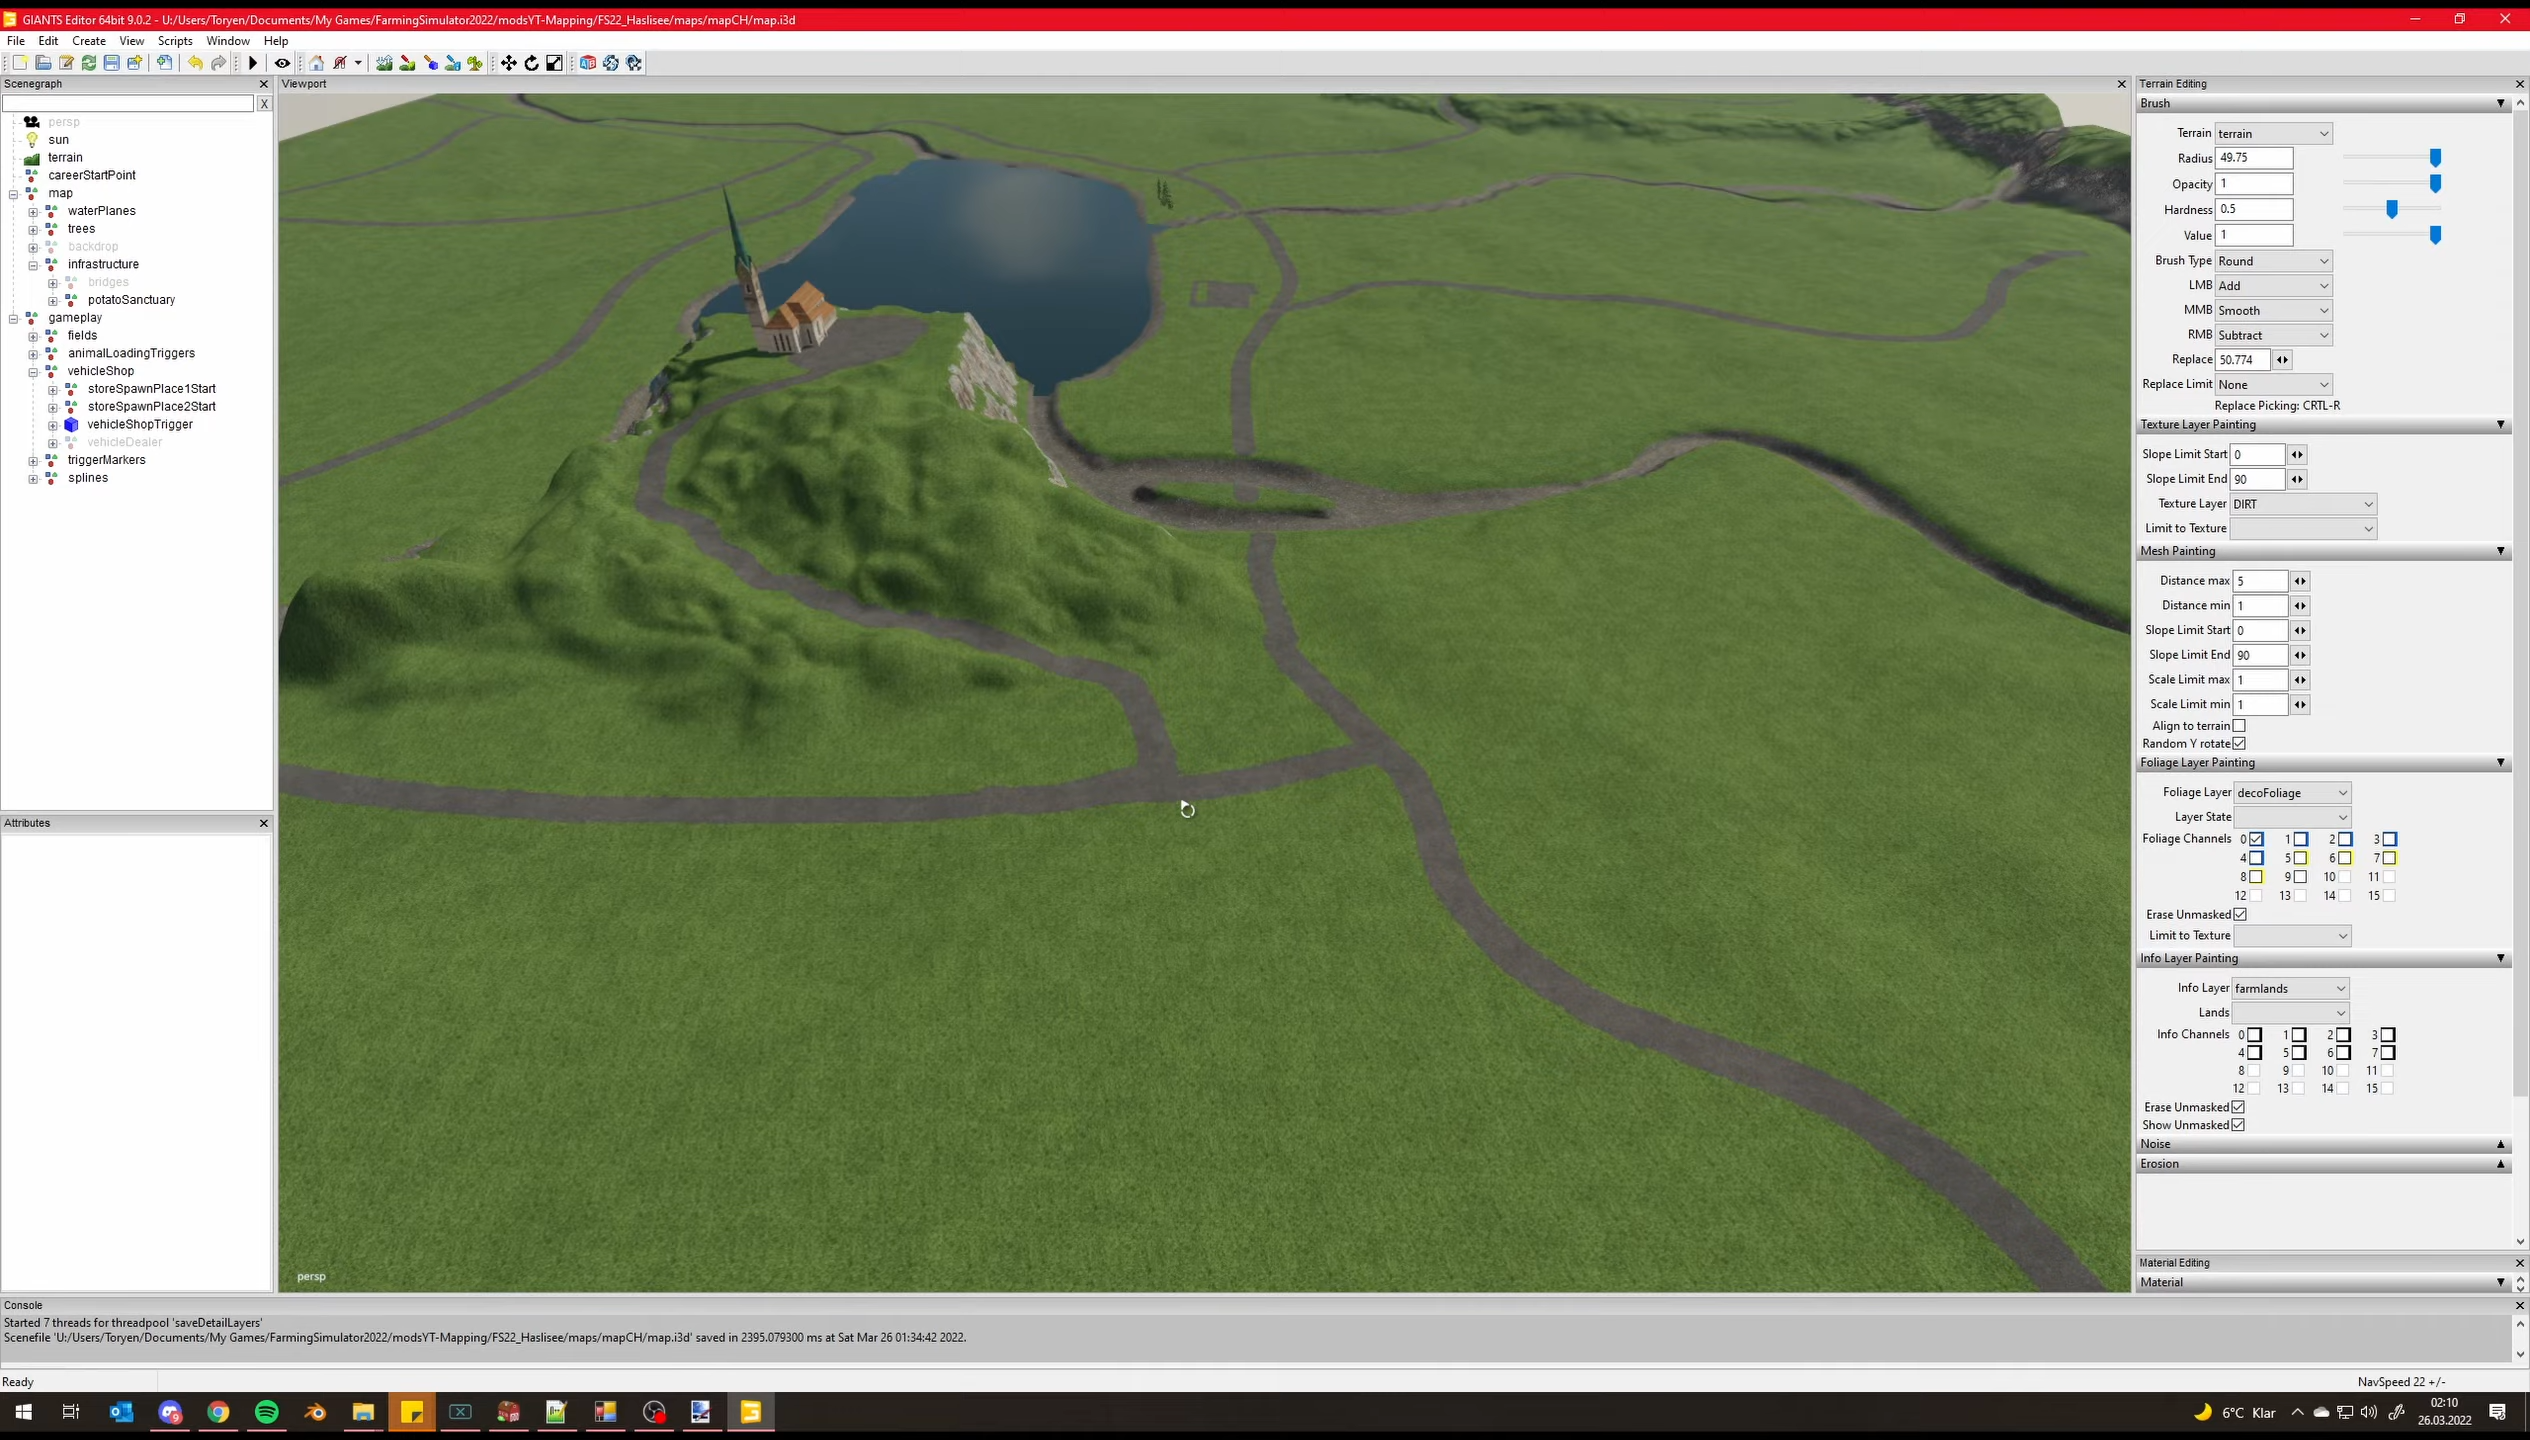 GIANTS Editor 64bit 9.0.2 - U:/Users/Toryen/Documents/My Games/FarmingSimulator2022/modsYT-Mapping/FS22_Haslisee/maps/mapCH/map.i3d
File Edit Create View Scripts Window Help
Scenegraph
X
persp
sun
terrain
careerStartPoint
map
waterPlanes
trees
backdrop
infrastructure
bridges
potatoSanctuary
gameplay
fields
animalLoadingTriggers
vehicleShop
storeSpawnPlace1Start
storeSpawnPlace2Start
vehicleShopTrigger
vehicleDealer
triggerMarkers
splines
Attributes
Viewport
persp
Terrain Editing
Brush
Terrain terrain
Radius 49.75
Opacity 1
Hardness 0.5
Value 1
Brush Type Round
LMB Add
MMB Smooth
RMB Subtract
Replace 50.774
Replace Limit None
Replace Picking: CRTL-R
Texture Layer Painting
Slope Limit Start 0
Slope Limit End 90
Texture Layer DIRT
Limit to Texture
Mesh Painting
Distance max 5
Distance min 1
Slope Limit Start 0
Slope Limit End 90
Scale Limit max 1
Scale Limit min 1
Align to terrain
Random Y rotate
Foliage Layer Painting
Foliage Layer decoFoliage
Layer State
Foliage Channels 0 1 2 3
4 5 6 7
8 9 10 11
12 13 14 15
Erase Unmasked
Limit to Texture
Info Layer Painting
Info Layer farmlands
Lands
Info Channels 0 1 2 3
4 5 6 7
8 9 10 11
12 13 14 15
Erase Unmasked
Show Unmasked
Noise
Erosion
Material Editing
Material
Console
Started 7 threads for threadpool 'saveDetailLayers'
Scenefile 'U:/Users/Toryen/Documents/My Games/FarmingSimulator2022/modsYT-Mapping/FS22_Haslisee/maps/mapCH/map.i3d' saved in 2395.079300 ms at Sat Mar 26 01:34:42 2022.
Ready
NavSpeed 22 +/-
6°C Klar
02:10
26.03.2022